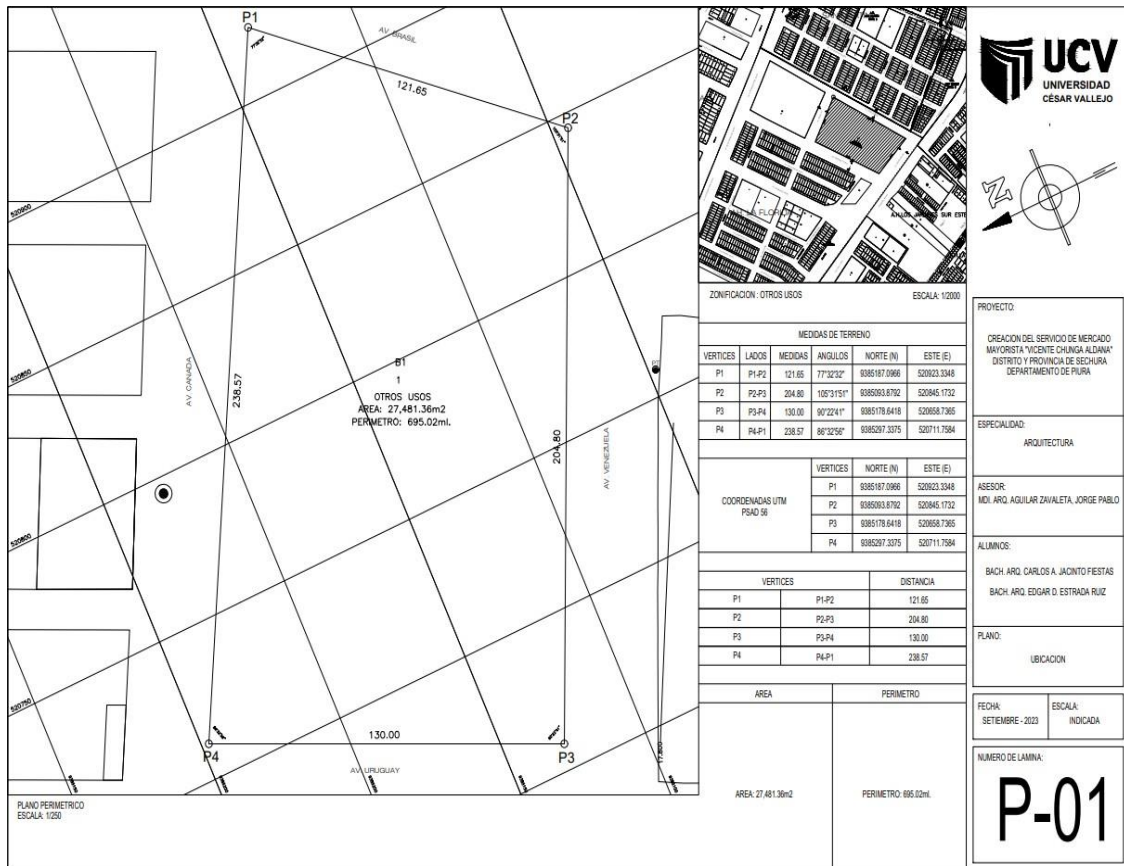 P1
AV. BRASIL
121.65
P2
AV. CANADA
238.57
B1
1
OTROS USOS
AREA: 27,481.36m2
PERIMETRO: 695.02ml.
204.80
AV. VENEZUELA
130.00
P4
P3
AV. URUGUAY
PLANO PERIMETRICO
ESCALA: 1/250
ZONIFICACION : OTROS USOS
ESCALA: 1/2000
MEDIDAS DE TERRENO
VERTICES LADOS MEDIDAS ANGULOS NORTE (N) ESTE (E)
P1 P1-P2 121.65 77°32'32" 9385187.0966 520923.3348
P2 P2-P3 204.80 105°31'51" 9385093.8792 520845.1732
P3 P3-P4 130.00 90°22'41" 9385178.6418 520658.7365
P4 P4-P1 238.57 86°32'56" 9385297.3375 520711.7584
COORDENADAS UTM
PSAD 56
VERTICES NORTE (N) ESTE (E)
P1 9385187.0966 520923.3348
P2 9385093.8792 520845.1732
P3 9385178.6418 520658.7365
P4 9385297.3375 520711.7584
VERTICES DISTANCIA
P1 P1-P2 121.65
P2 P2-P3 204.80
P3 P3-P4 130.00
P4 P4-P1 238.57
AREA PERIMETRO
AREA: 27,481.36m2 PERIMETRO: 695.02ml.
UCV
UNIVERSIDAD
CÉSAR VALLEJO
N
PROYECTO:
CREACION DEL SERVICIO DE MERCADO
MAYORISTA "VICENTE CHUNGA ALDANA"
DISTRITO Y PROVINCIA DE SECHURA
DEPARTAMENTO DE PIURA
ESPECIALIDAD:
ARQUITECTURA
ASESOR:
MDI. ARQ. AGUILAR ZAVALETA, JORGE PABLO
ALUMNOS:
BACH. ARQ. CARLOS A. JACINTO FIESTAS
BACH. ARQ. EDGAR D. ESTRADA RUIZ
PLANO:
UBICACION
FECHA:
SETIEMBRE - 2023
ESCALA:
INDICADA
NUMERO DE LAMINA:
P-01